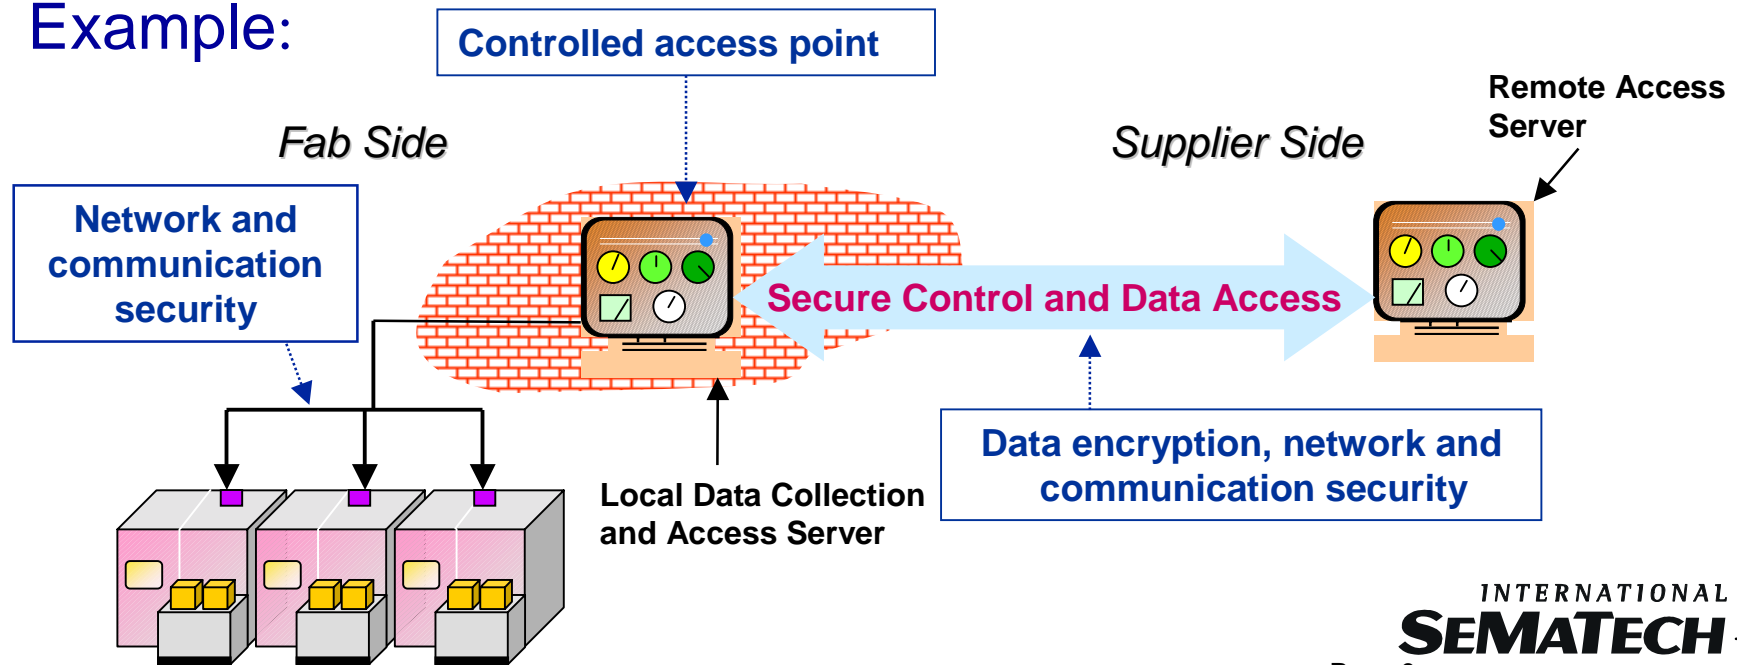 Example:
Controlled access point
Remote Access
Server
Fab Side
Supplier Side
Network and
communication
security
Secure Control and Data Access
Data encryption, network and
communication security
Local Data Collection
and Access Server
INTERNATIONAL
SEMATECH